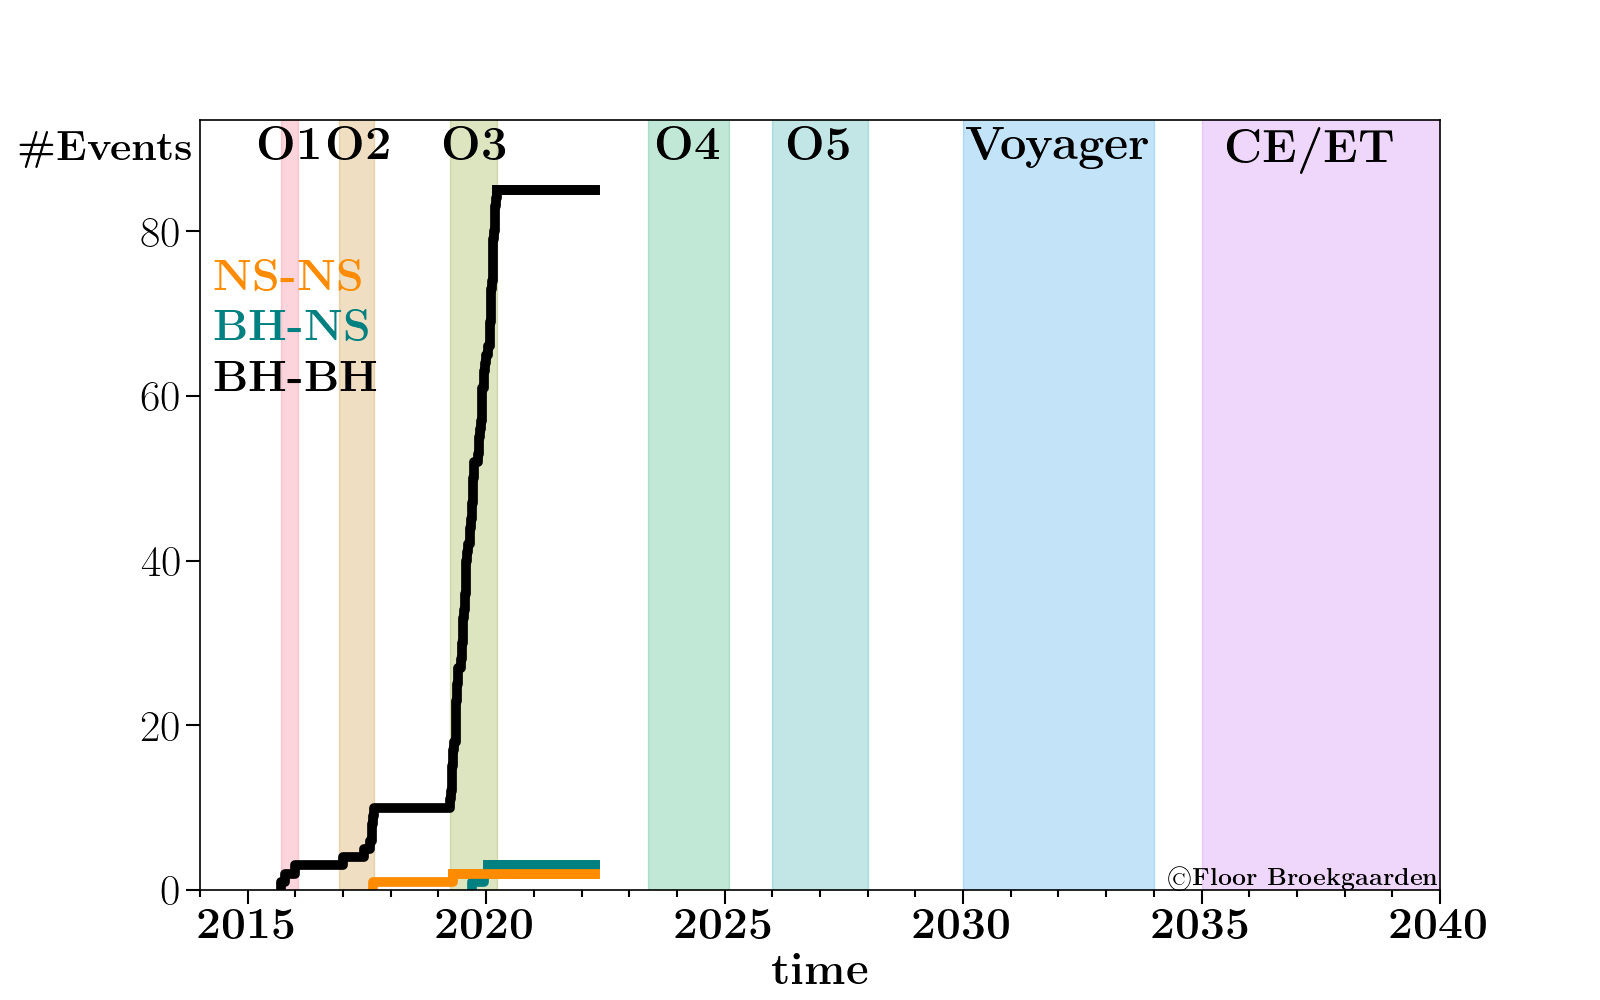 #Events O1 O2 O3 O4 O5 Voyager CE/ET
80
NS-NS
BH-NS
BH-BH
60
40
20
0
©Floor Broekgaarden
2015 2020 2025 2030 2035 2040
time